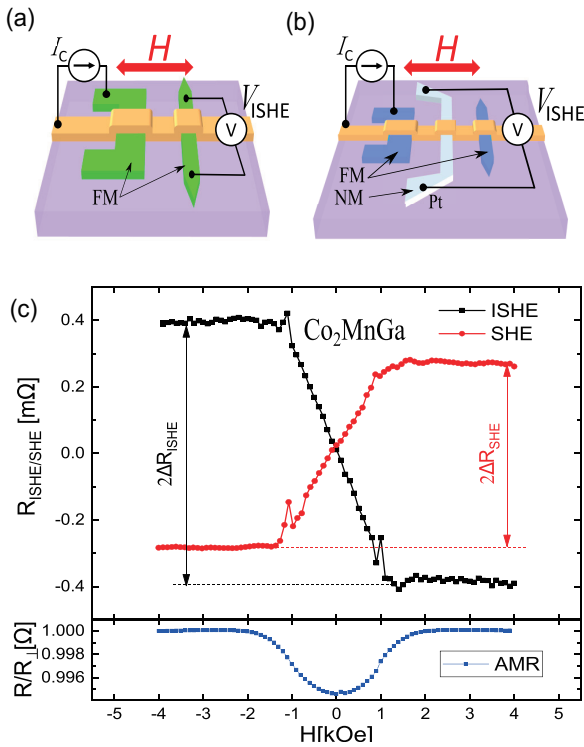 (a)
I_C
H
V_ISHE
V
FM
(b)
I_C
H
V_ISHE
V
FM
NM
Pt
(c)
Co₂MnGa
ISHE
SHE
R_ISHE/SHE [mΩ]
0.4
0.2
0.0
-0.2
-0.4
2ΔR_ISHE
2ΔR_SHE
R/R_⊥[Ω]
1.000
0.998
0.996
AMR
-5 -4 -3 -2 -1 0 1 2 3 4 5
H[kOe]